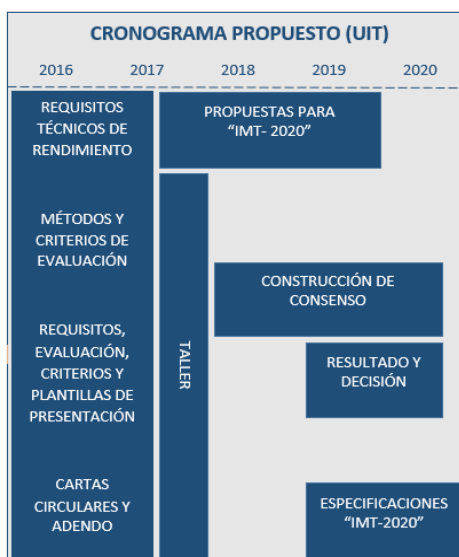 CRONOGRAMA PROPUESTO (UIT)
2016 2017 2018 2019 2020
REQUISITOS
TÉCNICOS DE
RENDIMIENTO
MÉTODOS Y
CRITERIOS DE
EVALUACIÓN
REQUISITOS,
EVALUACIÓN,
CRITERIOS Y
PLANTILLAS DE
PRESENTACIÓN
CARTAS
CIRCULARES Y
ADENDO
PROPUESTAS PARA
“IMT- 2020”
TALLER
CONSTRUCCIÓN DE
CONSENSO
RESULTADO Y
DECISIÓN
ESPECIFICACIONES
“IMT-2020”